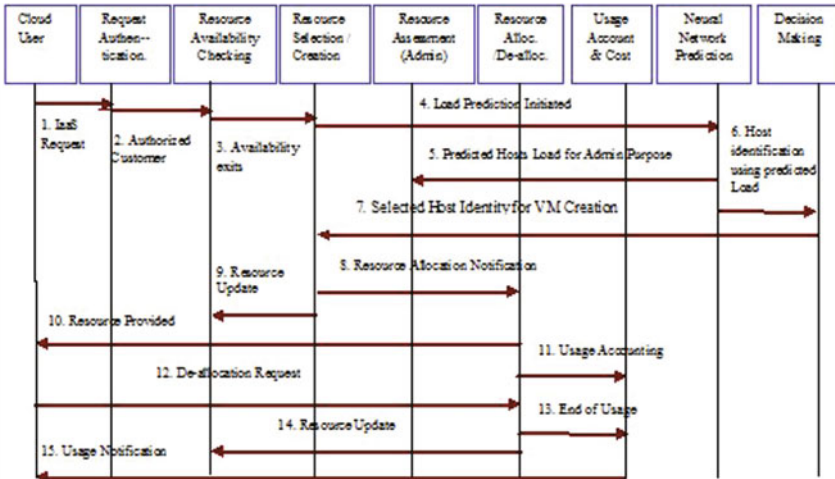 Cloud
User
Request
Authen--
tication.
Resource
Availability
Checking
Resource
Selection /
Creation
Resource
Assessment
(Admin)
Resource
Alloc.
/De-alloc.
Usage
Account
& Cost
Neural
Network
Prediction
Decision
Making
4. Load Prediction Initiated
1. IaaS
Request
2. Authorized
Customer
3. Availability
exits
5. Predicted Hosts Load for Admin Purpose
6. Host
identification
using predicted
Load
7. Selected Host Identity for VM Creation
8. Resource Allocation Notification
9. Resource
Update
10. Resource Provided
11. Usage Accounting
12. De-allocation Request
13. End of Usage
14. Resource Update
15. Usage Notification